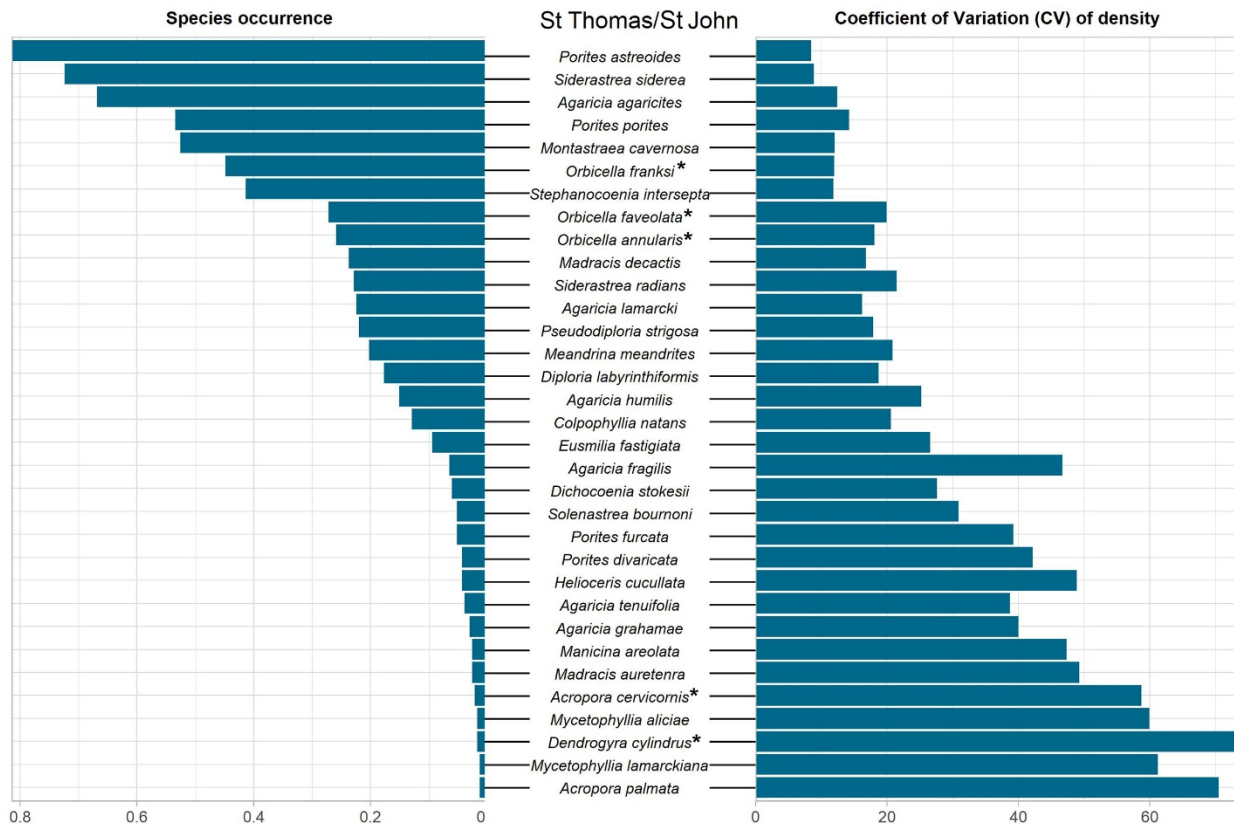 Species occurrence
St Thomas/St John
Coefficient of Variation (CV) of density
Porites astreoides
Siderastrea siderea
Agaricia agaricites
Porites porites
Montastraea cavernosa
Orbicella franksi*
Stephanocoenia intersepta
Orbicella faveolata*
Orbicella annularis*
Madracis decactis
Siderastrea radians
Agaricia lamarcki
Pseudodiploria strigosa
Meandrina meandrites
Diploria labyrinthiformis
Agaricia humilis
Colpophyllia natans
Eusmilia fastigiata
Agaricia fragilis
Dichocoenia stokesii
Solenastrea bournoni
Porites furcata
Porites divaricata
Helioceris cucullata
Agaricia tenuifolia
Agaricia grahamae
Manicina areolata
Madracis auretenra
Acropora cervicornis*
Mycetophyllia aliciae
Dendrogyra cylindrus*
Mycetophyllia lamarckiana
Acropora palmata
0.8 0.6 0.4 0.2 0
0 20 40 60